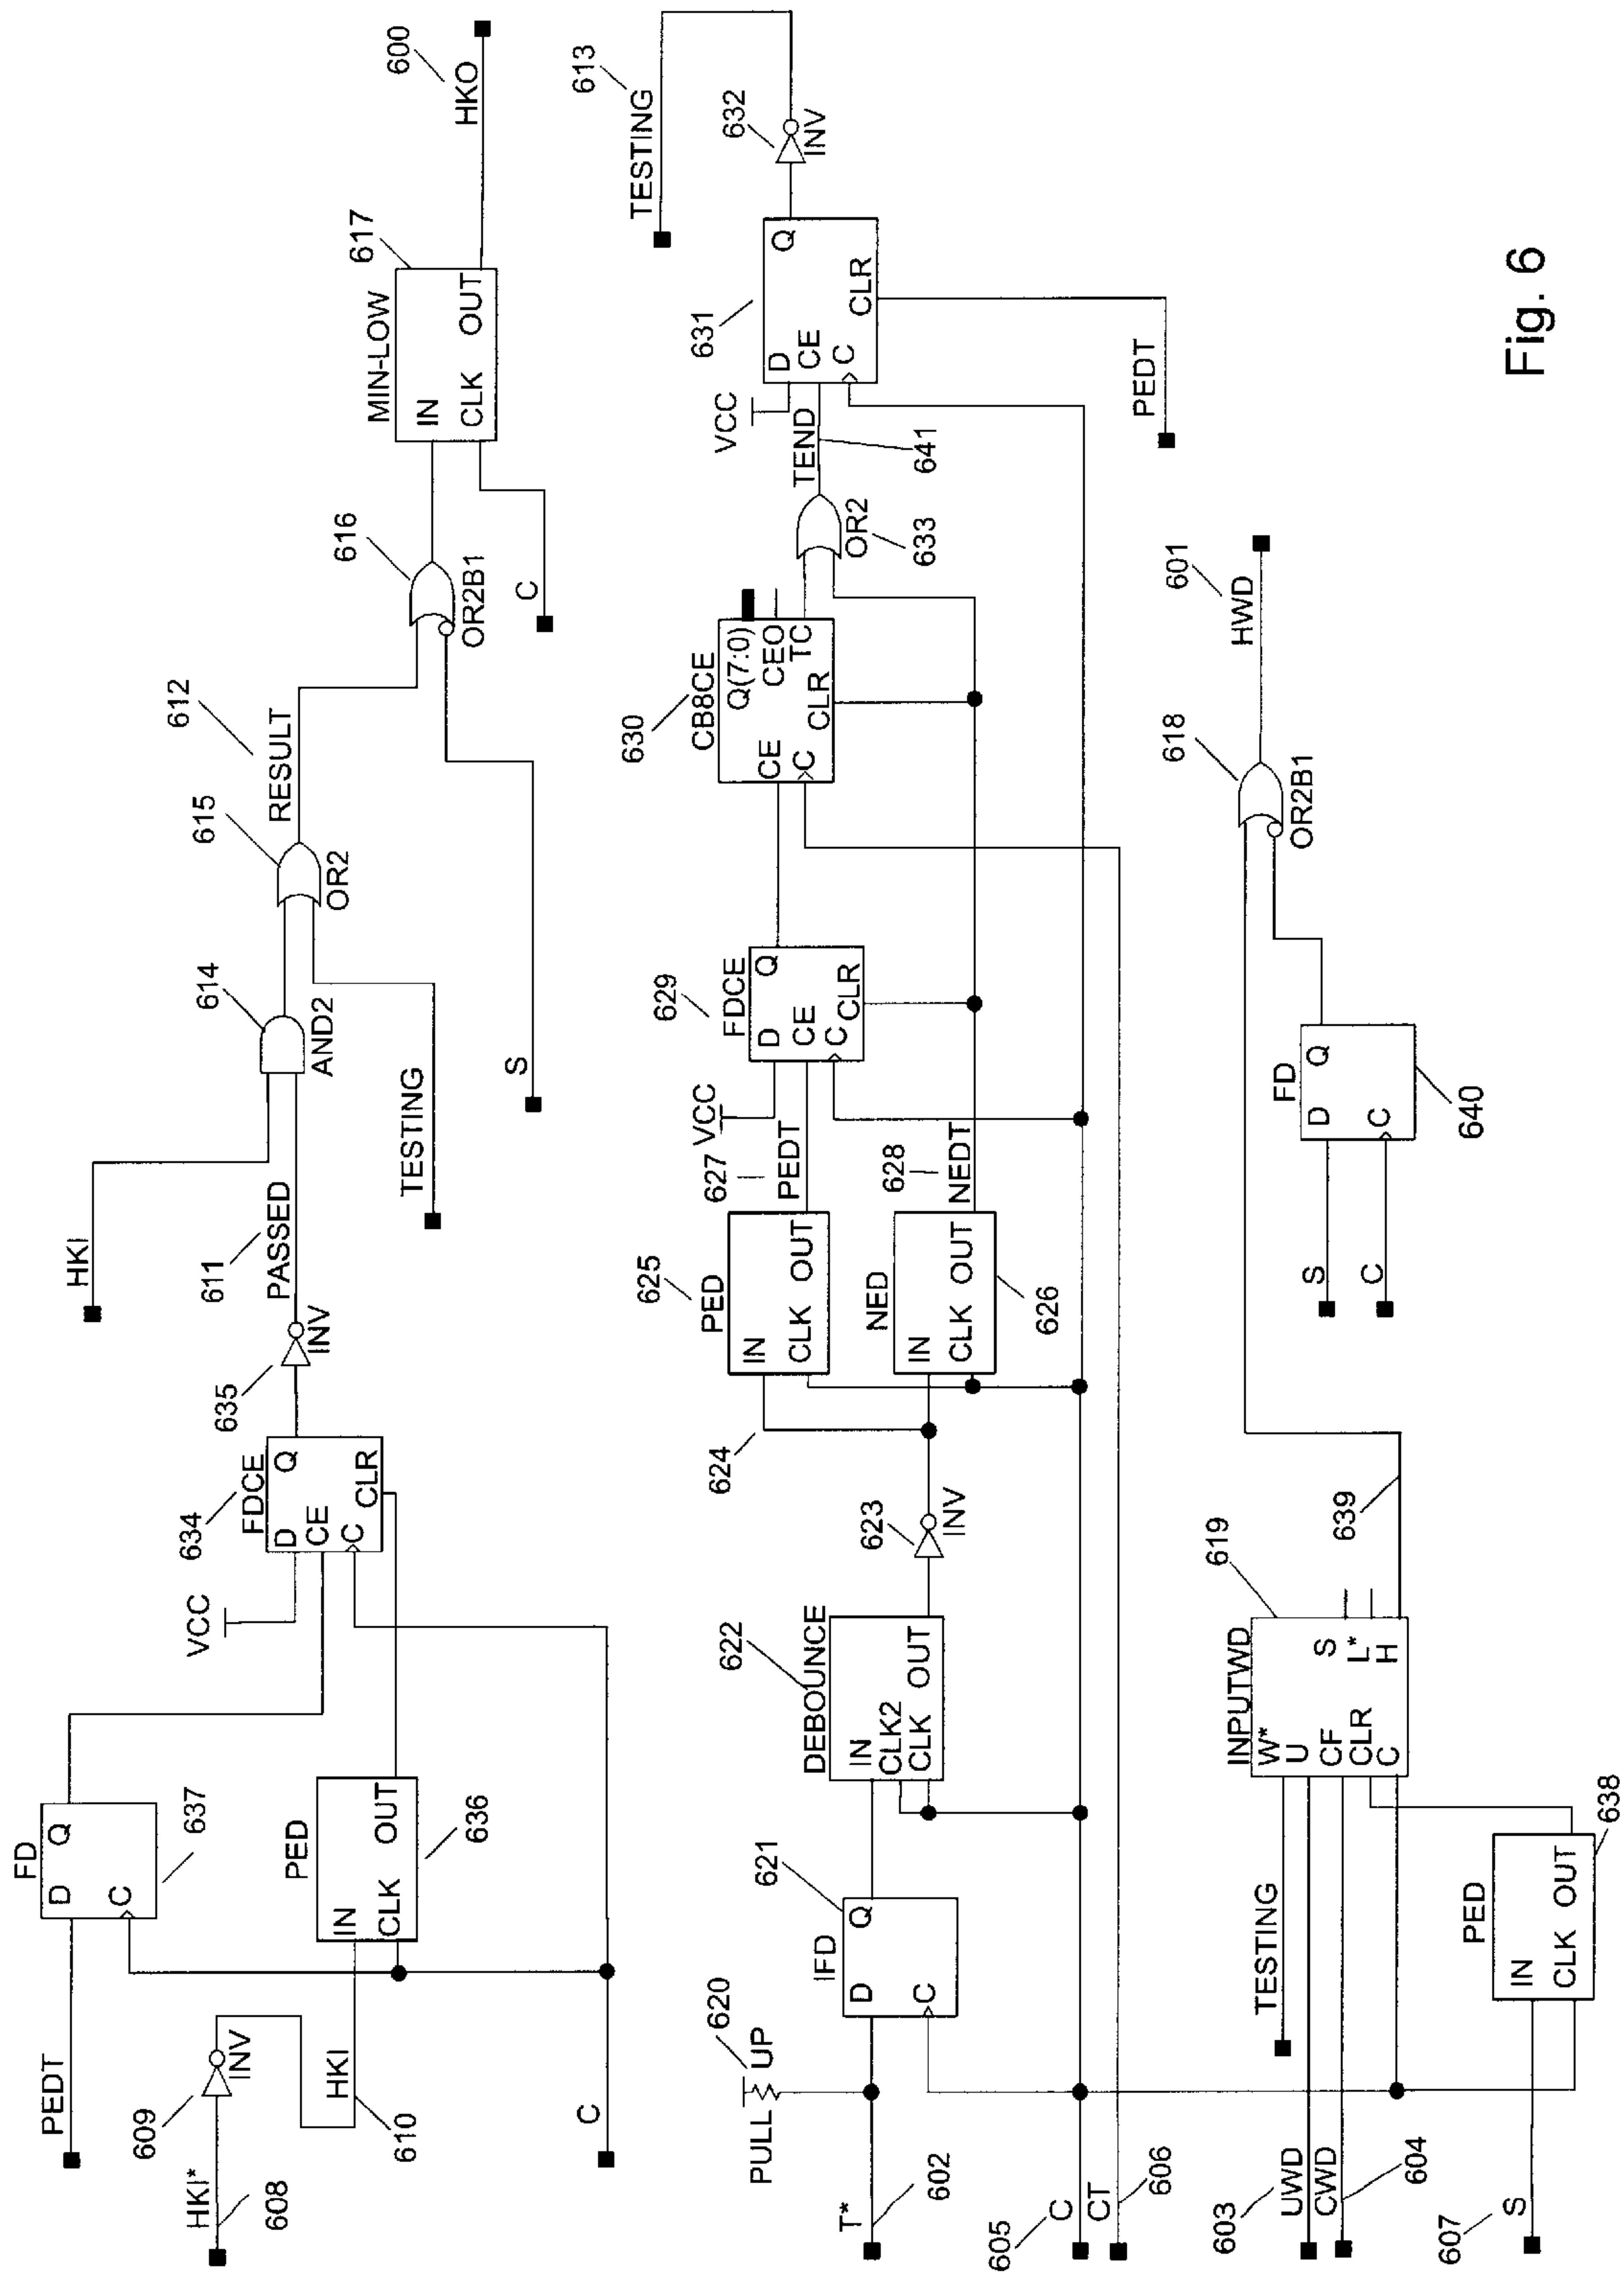 PEDT
FD
D
Q
C
637
VCC
634
FDCE
D
Q
CE
C
CLR
635
INV
611
PASSED
HKI
614
AND2
615
OR2
612
RESULT
TESTING
S
616
OR2B1
C
MIN-LOW
617
IN
CLK OUT
HKO
600
HKI*
608
609
INV
HKI
610
PED
IN
CLK OUT
636
C
T*
602
PULL UP
620
IFD
D
Q
C
621
DEBOUNCE
622
IN
CLK2
CLK OUT
623
INV
624
PED
625
IN
CLK OUT
NED
626
IN
CLK OUT
627
PEDT
628
NEDT
VCC
629
FDCE
D
Q
CE
C
CLR
630
CB8CE
Q(7:0)
CEO
TC
CE
C
CLR
OR2
633
TEND
641
VCC
631
D
Q
CE
C
CLR
PEDT
632
INV
TESTING
613
605
C
CT
606
603
UWD
CWD
604
TESTING
607
S
PED
IN
CLK OUT
638
INPUTWD
619
W*
U
CF
CLR
C
S
L*
H
639
S
C
FD
D
Q
C
640
618
OR2B1
HWD
601
Fig. 6